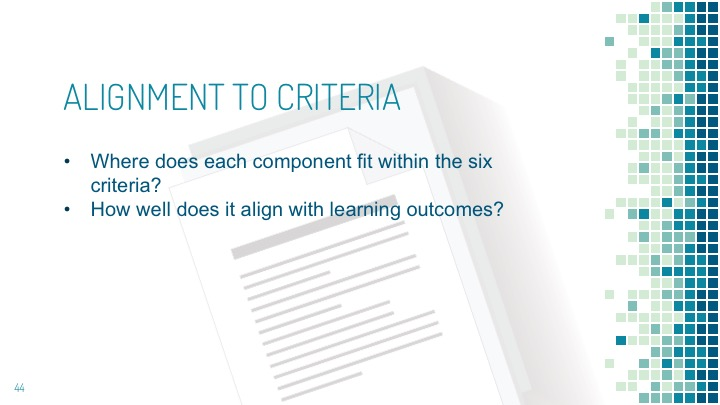 ALIGNMENT TO CRITERIA
• Where does each component fit within the six
criteria?
• How well does it align with learning outcomes?
44